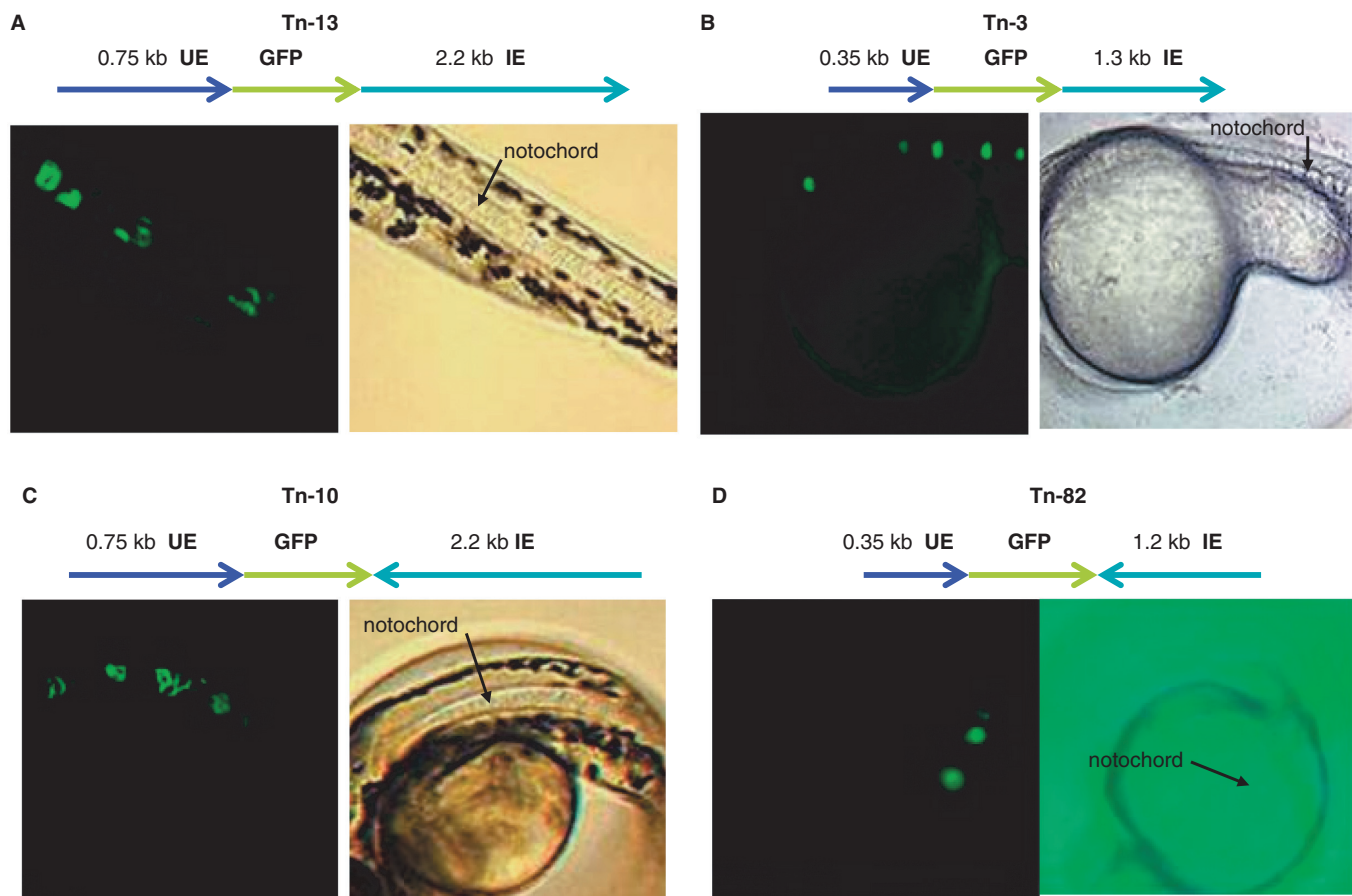 A
Tn-13
0.75 kb UE GFP 2.2 kb IE
notochord
B
Tn-3
0.35 kb UE GFP 1.3 kb IE
notochord
C
Tn-10
0.75 kb UE GFP 2.2 kb IE
notochord
D
Tn-82
0.35 kb UE GFP 1.2 kb IE
notochord